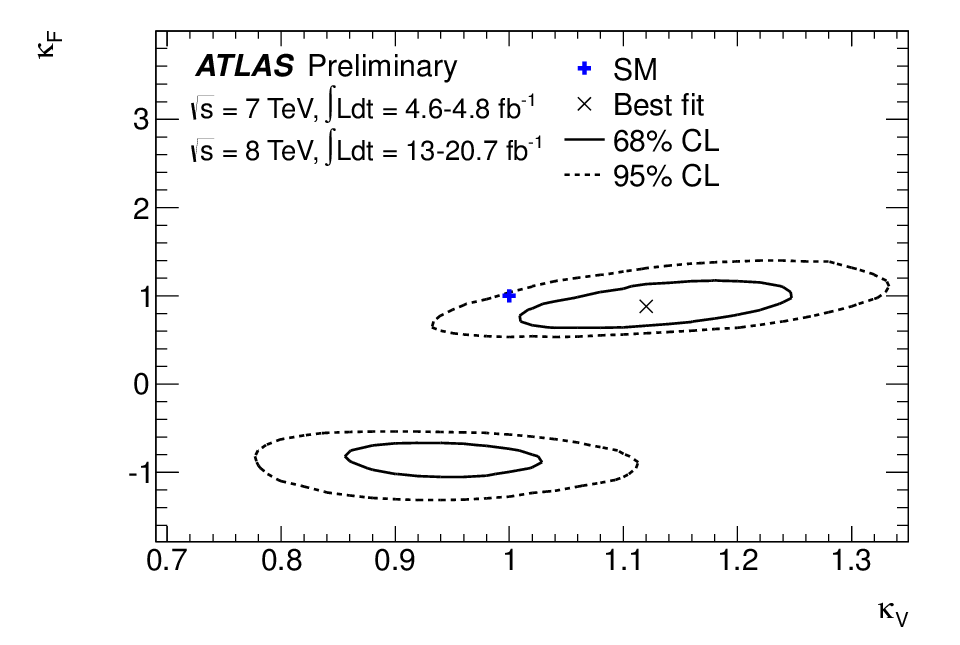 κF
ATLAS Preliminary
√s = 7 TeV, ∫Ldt = 4.6-4.8 fb-1
√s = 8 TeV, ∫Ldt = 13-20.7 fb-1
SM
Best fit
68% CL
95% CL
3
2
1
0
-1
0.7 0.8 0.9 1 1.1 1.2 1.3
κV